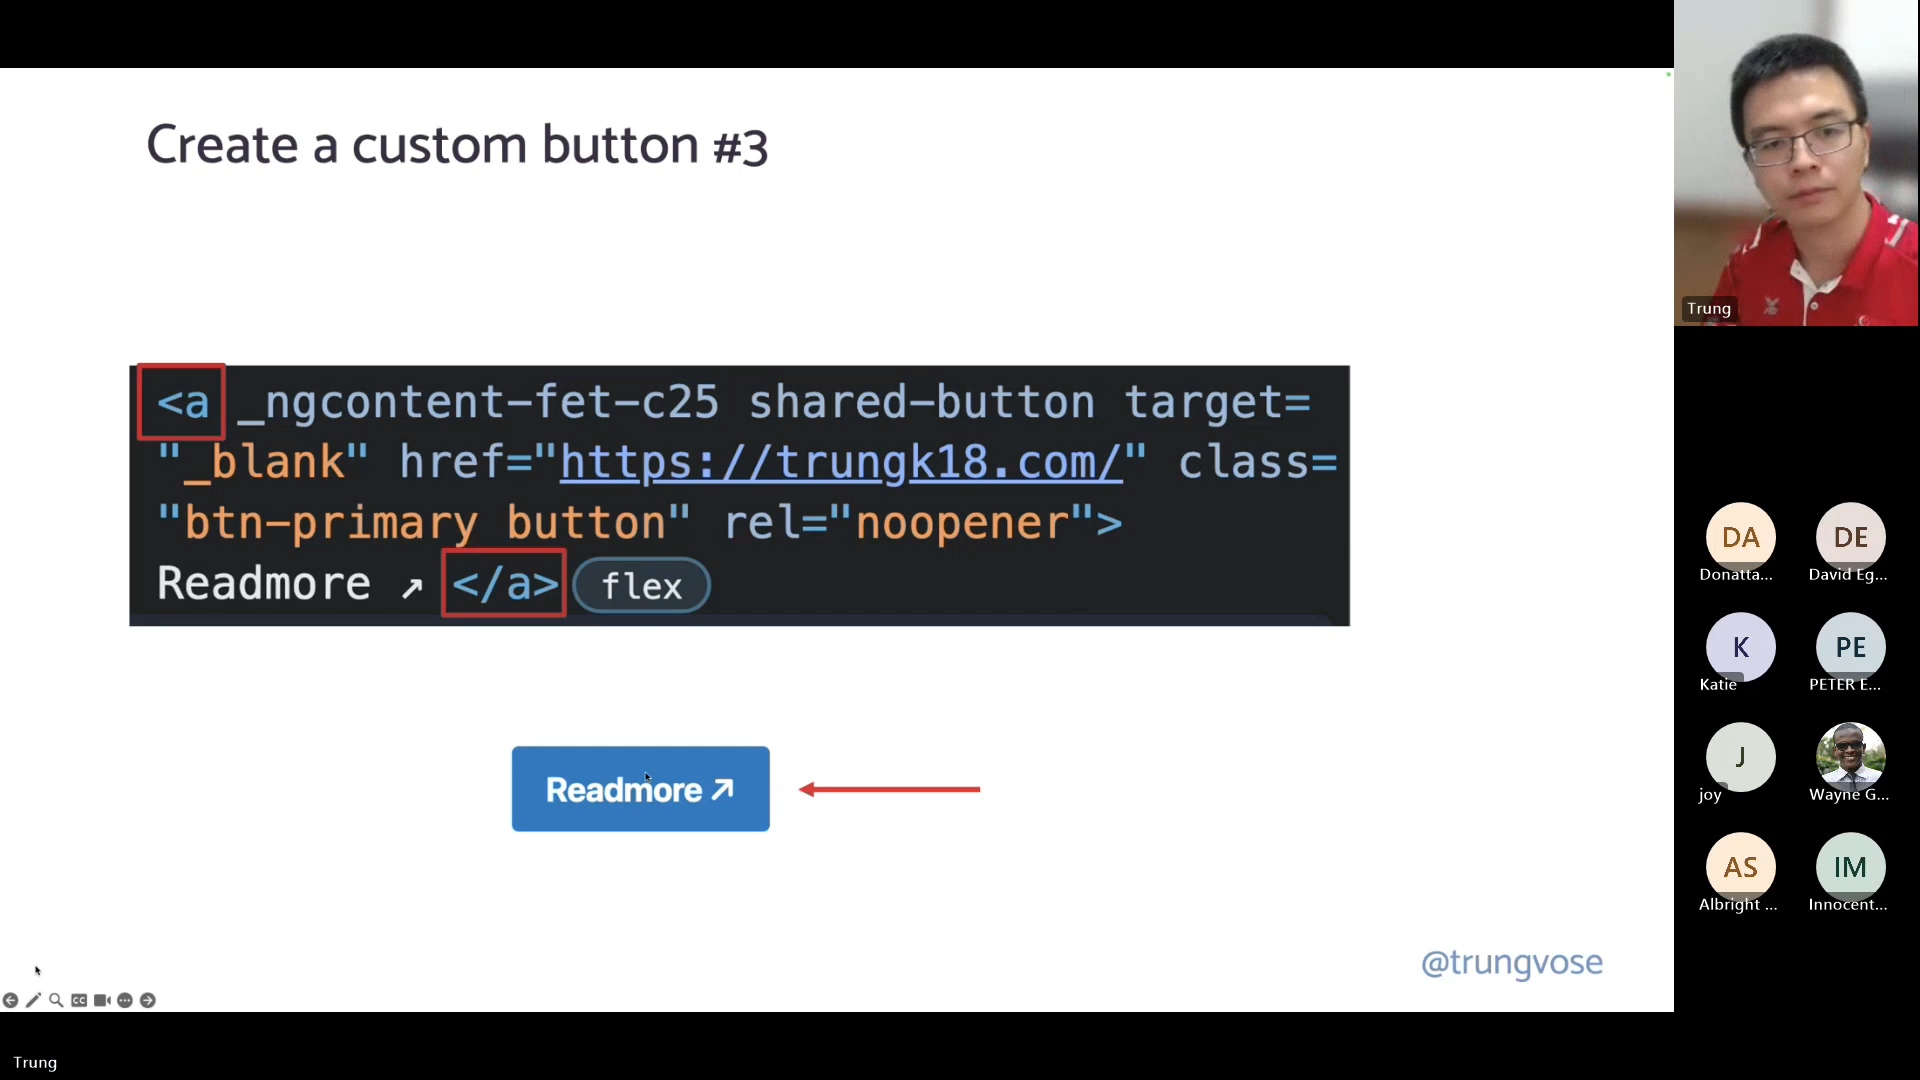 Create a custom button #3
<a _ngcontent-fet-c25 shared-button target=
"_blank" href="https://trungk18.com/" class=
"btn-primary button" rel="noopener">
Readmore ↗ </a> flex
Readmore ↗
@trungvose
CC
Trung
Trung
DA
Donatta...
DE
David Eg...
K
Katie
PE
PETER E...
J
joy
Wayne G...
AS
Albright ...
IM
Innocent...